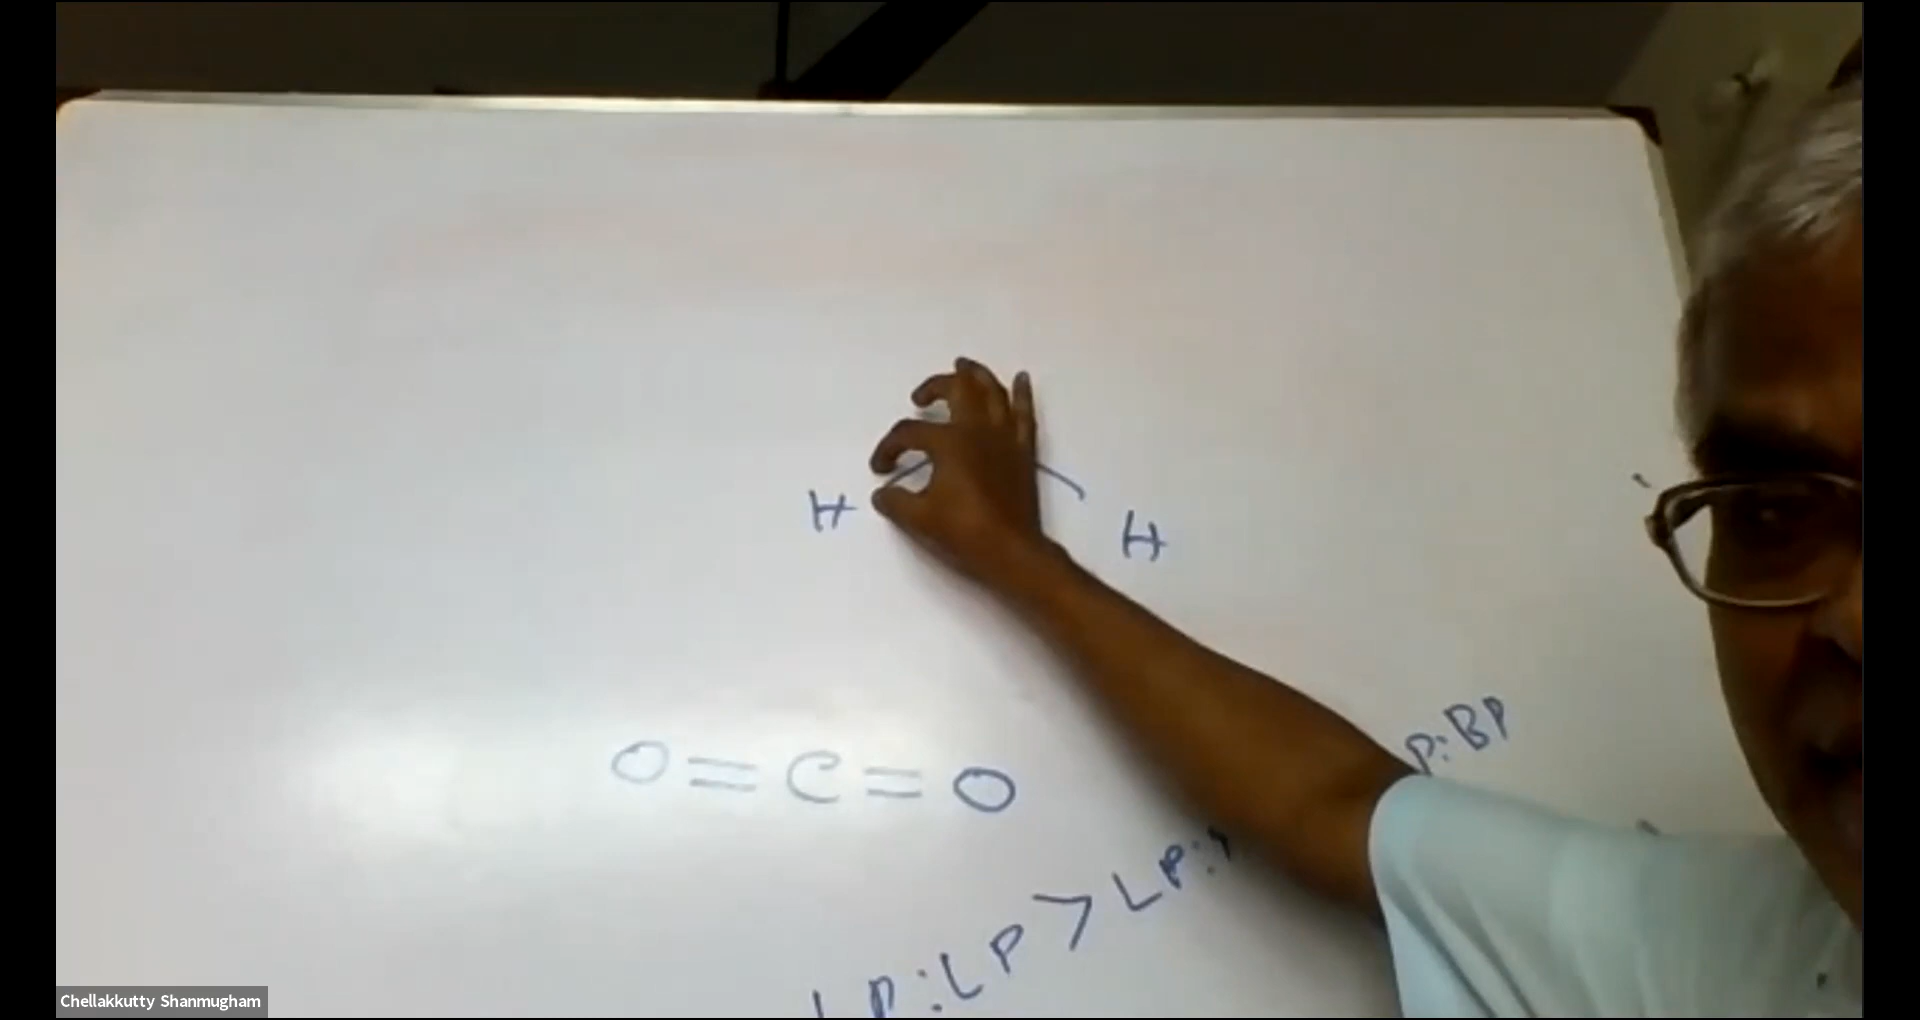 H H
O=C=O
P:BP
LP:LP > LP:
Chellakkutty Shanmugham